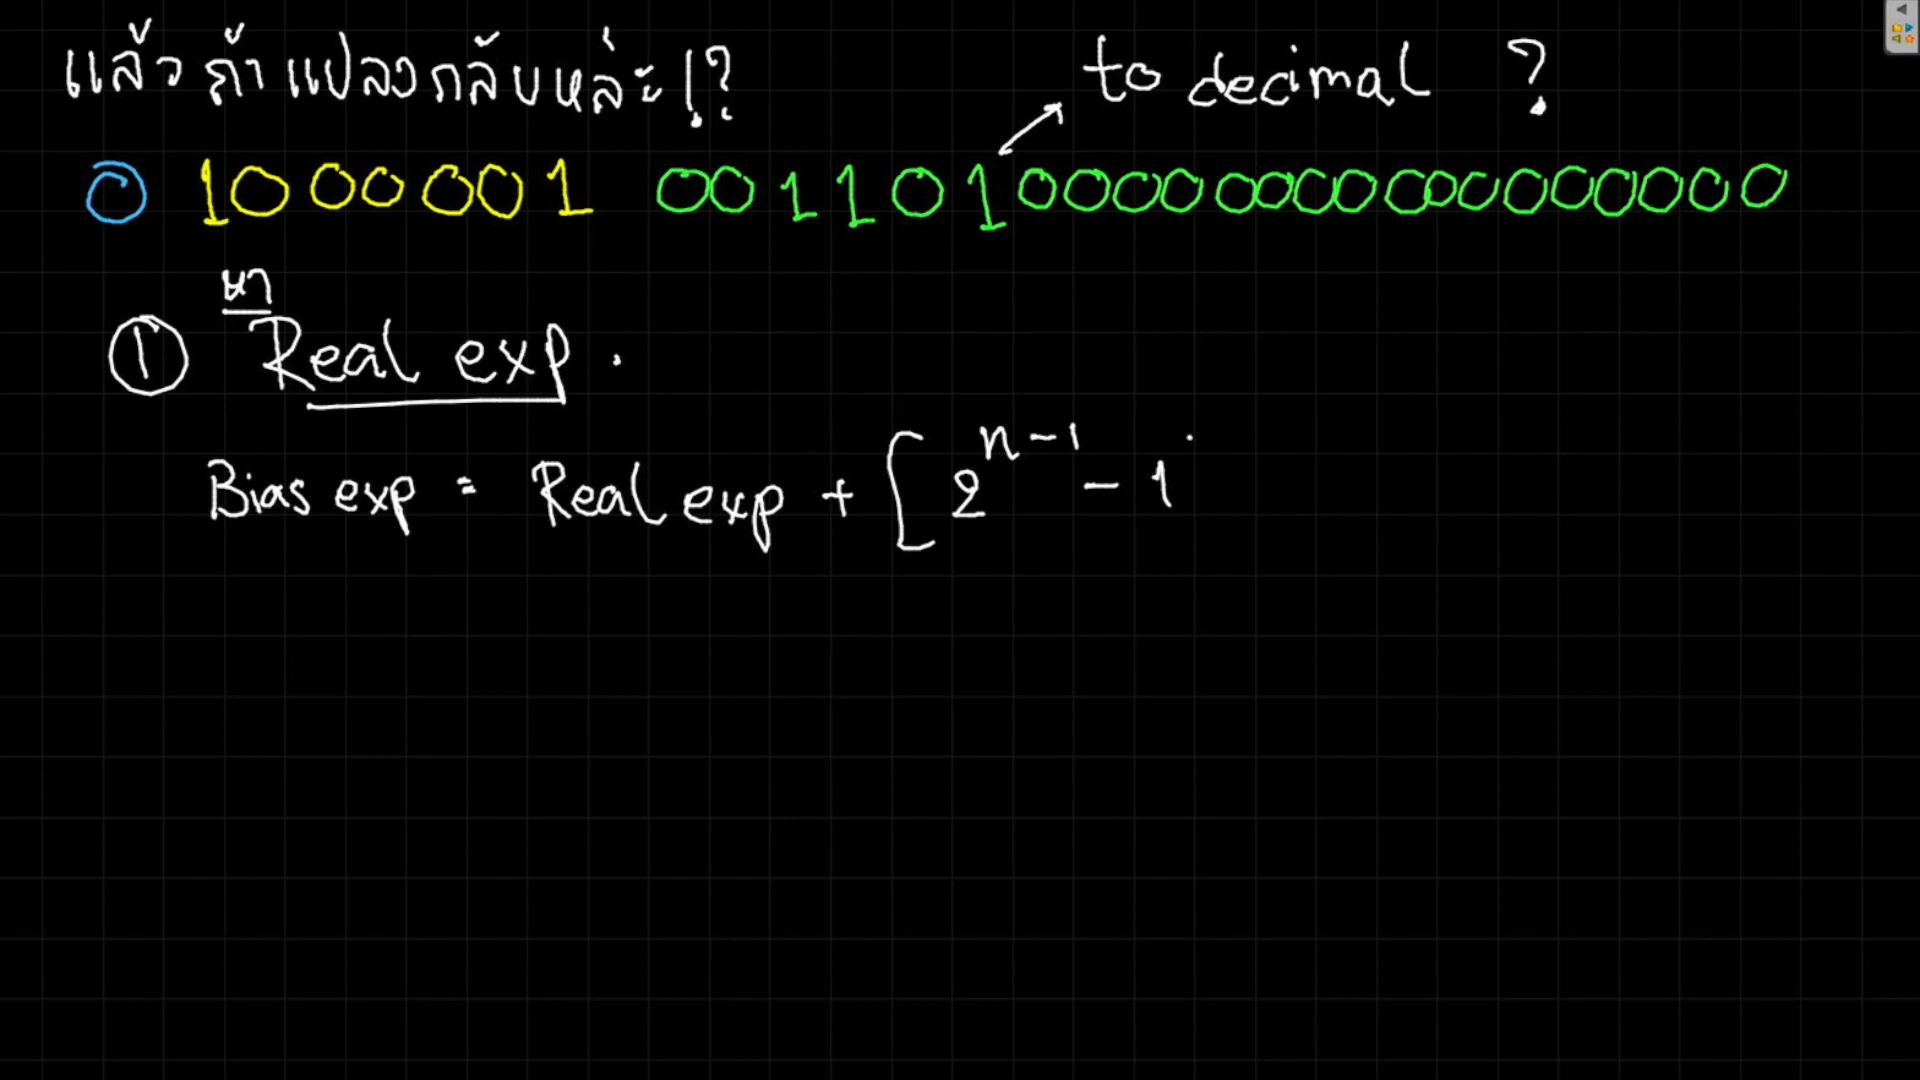 แล้ว ถ้าแปลงกลับหล่ะ !? to decimal ?
0 1000001 00110100000000000000000
หา
① Real exp.
Bias exp = Real exp + [2^{n-1} - 1